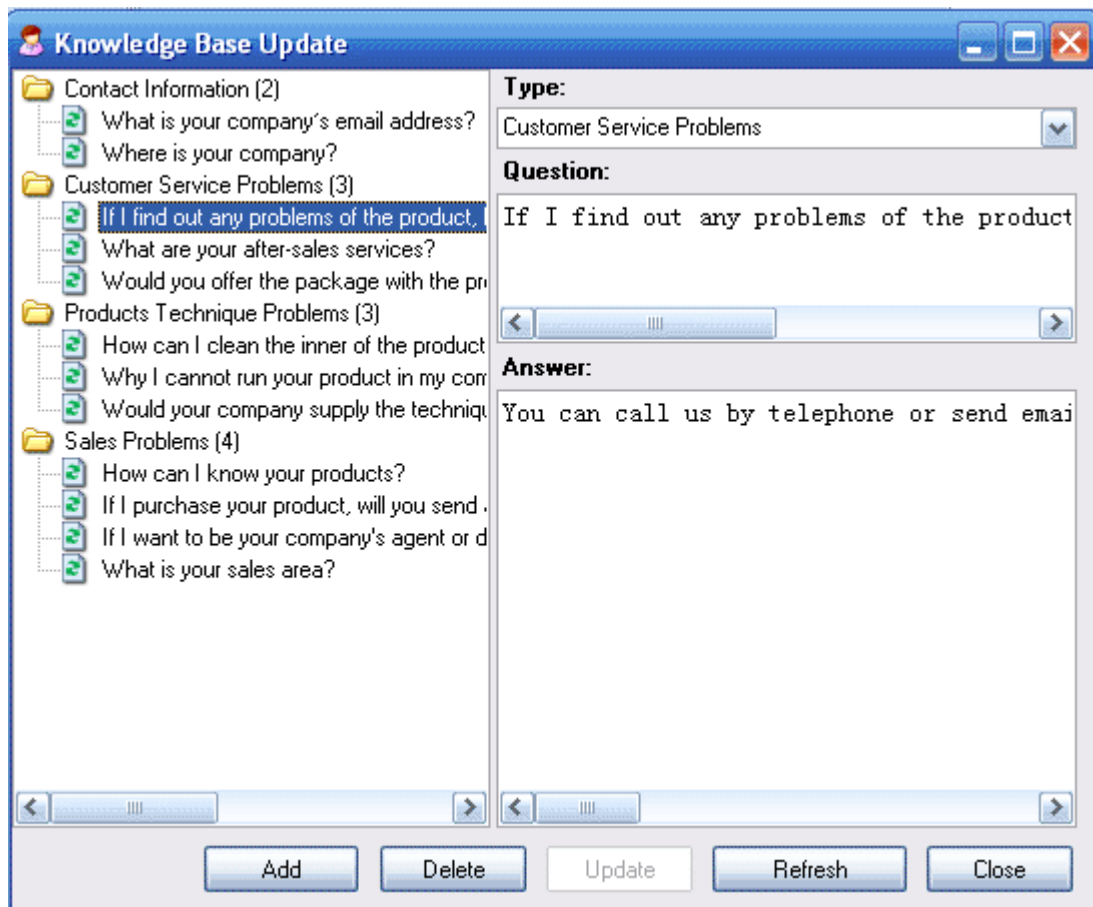 Knowledge Base Update
Contact Information (2)
What is your company's email address?
Where is your company?
Customer Service Problems (3)
If I find out any problems of the product,
What are your after-sales services?
Would you offer the package with the
Products Technique Problems (3)
How can I clean the inner of the product
Why I cannot run your product in my
Would your company supply the
Sales Problems (4)
How can I know your products?
If I purchase your product, will you send
If I want to be your company's agent or
What is your sales area?
Type:
Customer Service Problems
Question:
If I find out any problems of the product
Answer:
You can call us by telephone or send
Add
Delete
Update
Refresh
Close